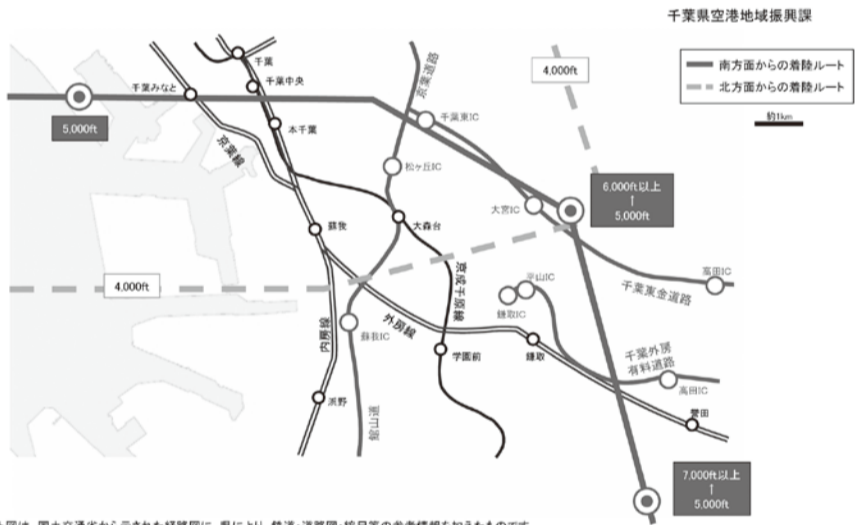 千葉県空港地域振興課
南方面からの着陸ルート
北方面からの着陸ルート
約1km
4,000ft
千葉
千葉みなと
千葉中央
京葉道路
5,000ft
千葉東IC
本千葉
京葉線
松ヶ丘IC
6,000ft以上
↑
5,000ft
大宮IC
大森台
蘇我
高田IC
4,000ft
京成千原線
平山IC
千葉東金道路
鎌取IC
外房線
蘇我IC
内房線
鎌取
学園前
千葉外房
有料道路
高田IC
浜野
館山道
誉田
7,000ft以上
↑
5,000ft